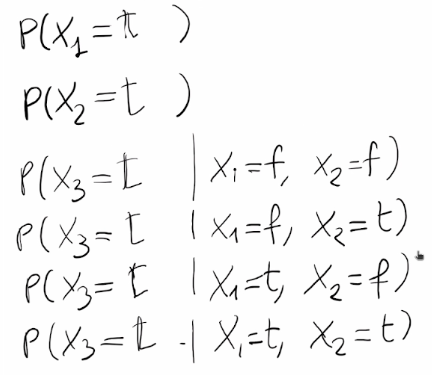 P(X₁=t )
P(X₂=t )
P(X₃=t | X₁=f, X₂=f)
P(X₃=t | X₁=f, X₂=t)
P(X₃=t | X₁=t, X₂=f)
P(X₃=t .| X₁=t, X₂=t)